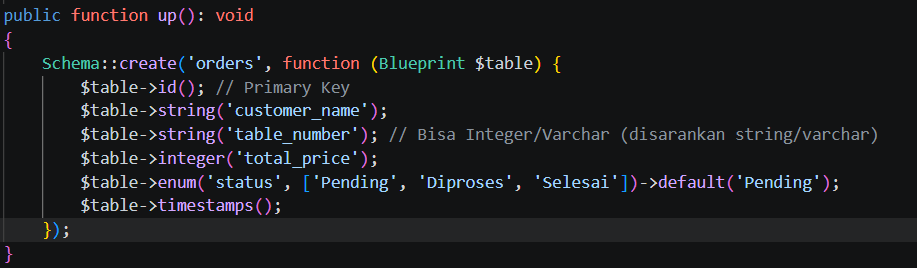 public function up(): void
{
    Schema::create('orders', function (Blueprint $table) {
        $table->id(); // Primary Key
        $table->string('customer_name');
        $table->string('table_number'); // Bisa Integer/Varchar (disarankan string/varchar)
        $table->integer('total_price');
        $table->enum('status', ['Pending', 'Diproses', 'Selesai'])->default('Pending');
        $table->timestamps();
    });
}